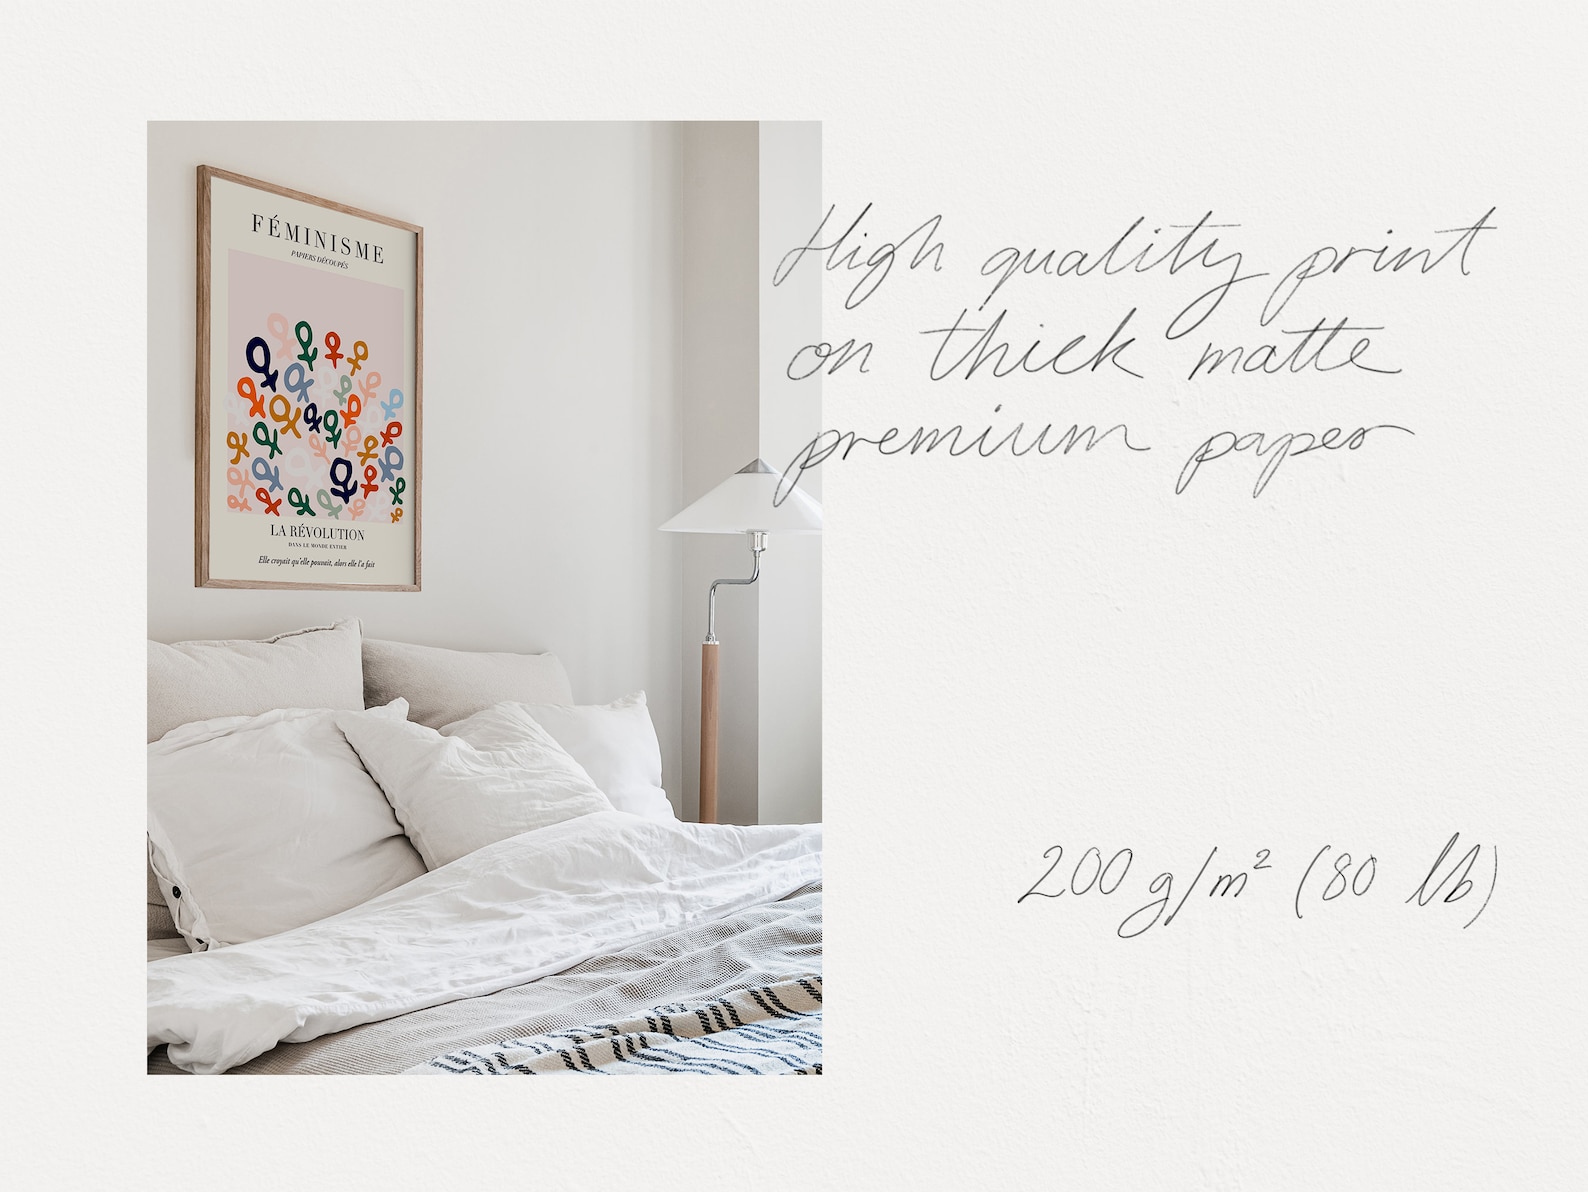 FÉMINISME
PAPIERS DÉCOUPÉS
LA RÉVOLUTION
DANS LE MONDE ENTIER
Elle croyait qu'elle pouvait, alors elle l'a fait
High quality print
on thick matte
premium paper
200 g/m² (80 lb)